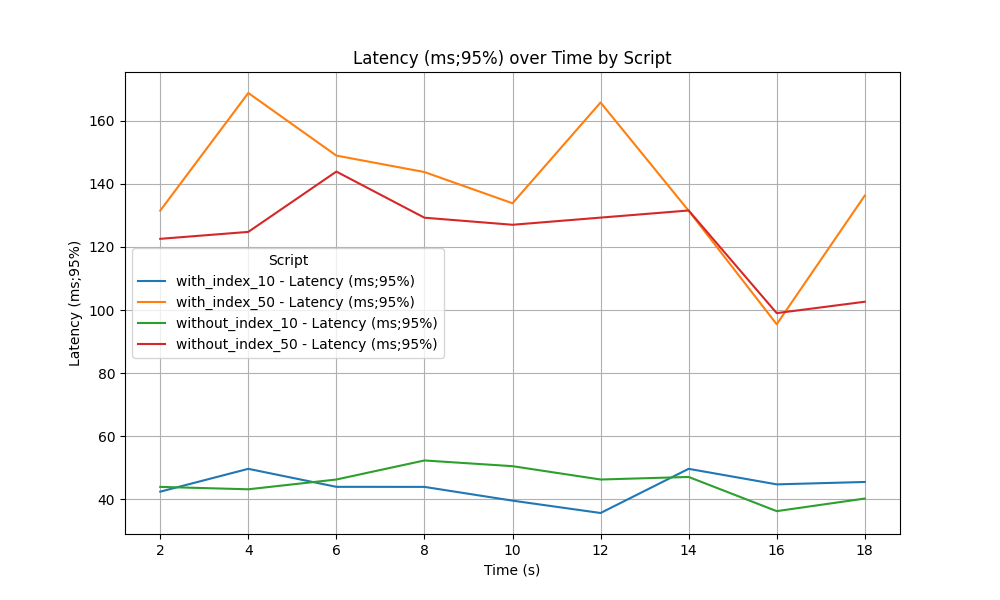 Latency (ms;95%) over Time by Script
Latency (ms;95%)
160
140
120
100
80
60
40
Script
with_index_10 - Latency (ms;95%)
with_index_50 - Latency (ms;95%)
without_index_10 - Latency (ms;95%)
without_index_50 - Latency (ms;95%)
2 4 6 8 10 12 14 16 18
Time (s)